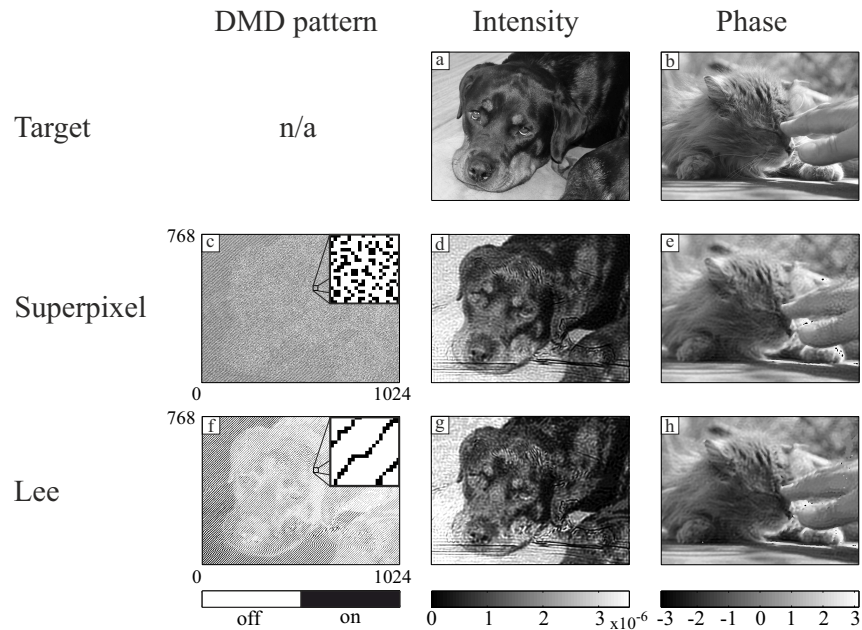 DMD pattern Intensity Phase
a b
Target n/a
768 c d e
Superpixel
0 1024
768 f g h
Lee
0 1024
off on 0 1 2 3 x10-6 -3 -2 -1 0 1 2 3